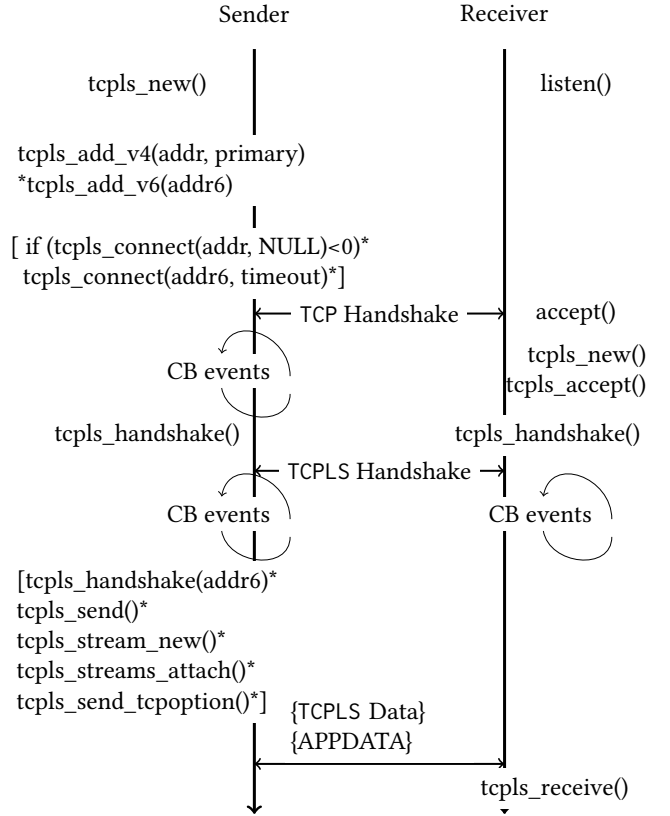 Sender Receiver
tcpls_new() listen()
tcpls_add_v4(addr, primary)
*tcpls_add_v6(addr6)
[ if (tcpls_connect(addr, NULL)<0)*
tcpls_connect(addr6, timeout)*]
TCP Handshake accept()
tcpls_new()
CB events
tcpls_accept()
tcpls_handshake() tcpls_handshake()
TCPLS Handshake
CB events CB events
[tcpls_handshake(addr6)*
tcpls_send()*
tcpls_stream_new()*
tcpls_streams_attach()*
tcpls_send_tcpoption()*]
{TCPLS Data}
{APPDATA}
tcpls_receive()